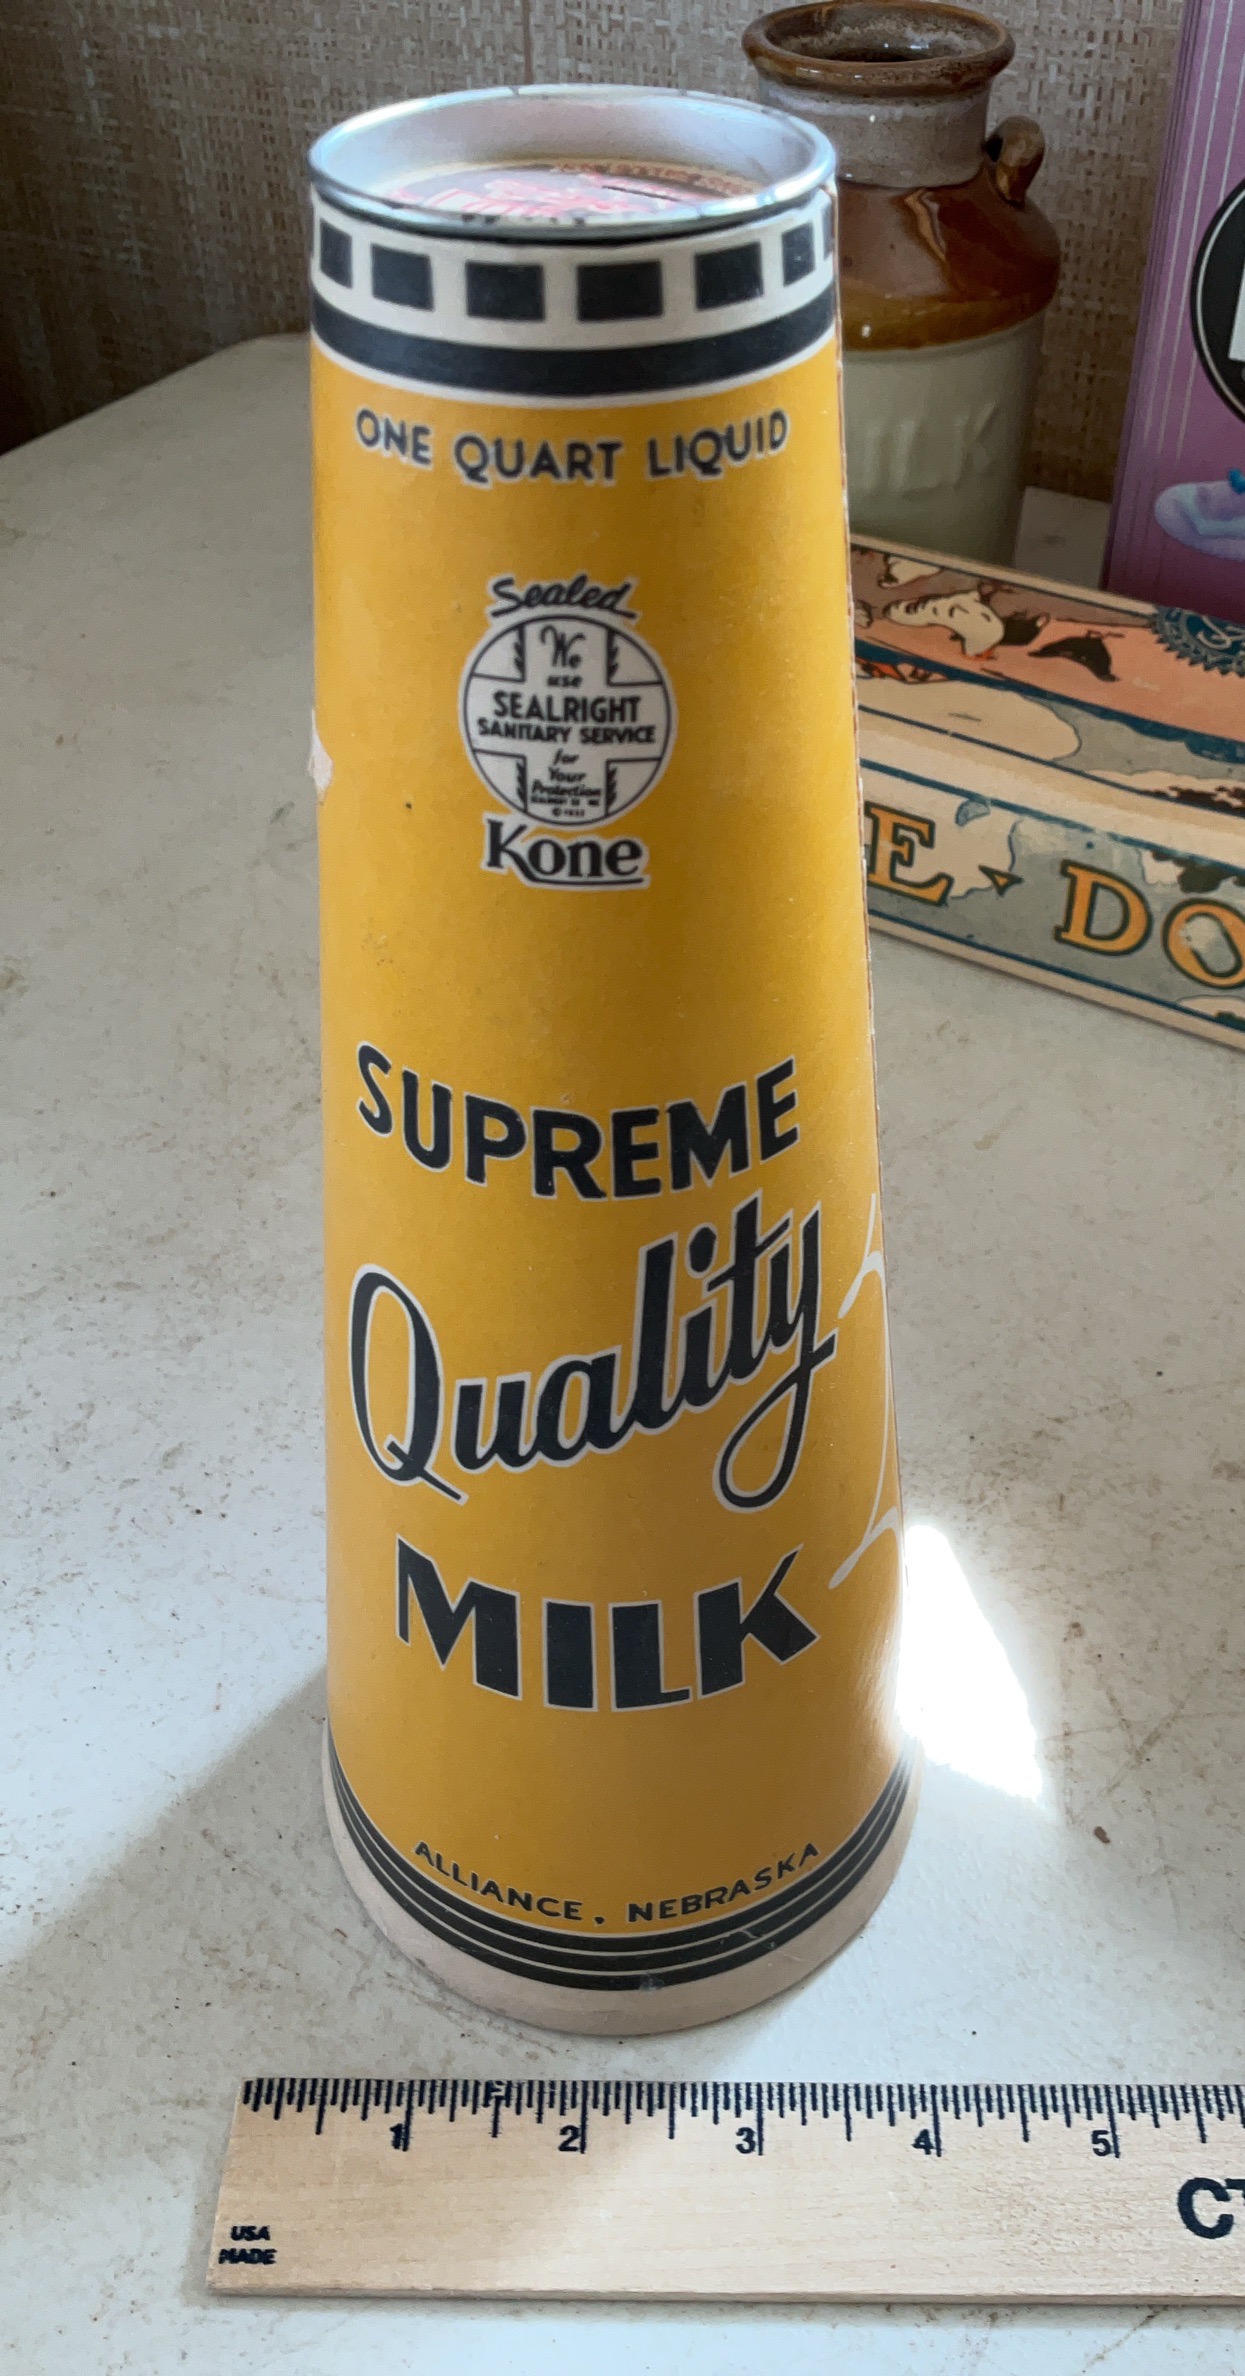 ONE QUART LIQUID
Sealed
We
use
SEALRIGHT
SANITARY SERVICE
for
Your
Protection
Kone
SUPREME
Quality
MILK
ALLIANCE, NEBRASKA
E DO
1 2 3 4 5
USA
MADE